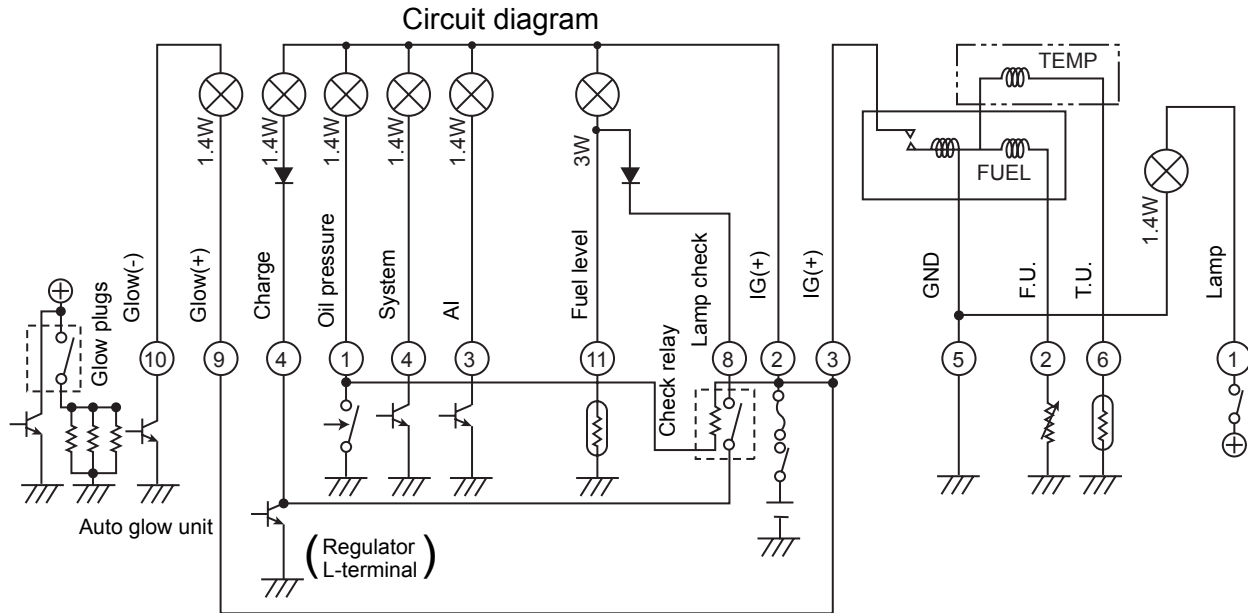 Circuit diagram
TEMP
FUEL
1.4W
1.4W
1.4W
1.4W
1.4W
3W
1.4W
Glow plugs
Glow(-)
Glow(+)
Charge
Oil pressure
System
AI
Fuel level
Check relay
Lamp check
IG(+)
IG(+)
GND
F.U.
T.U.
Lamp
10
9
4
1
4
3
11
8
2
3
5
2
6
1
Auto glow unit
(Regulator
L-terminal)